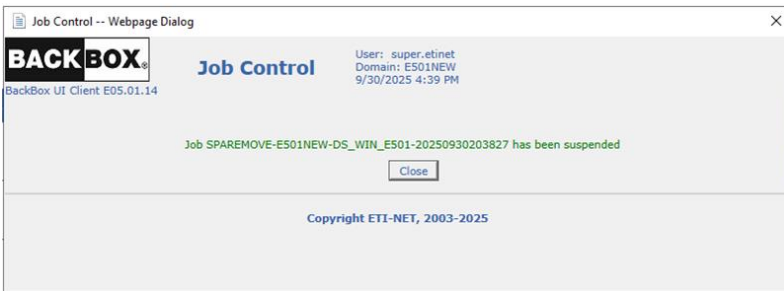 Job Control -- Webpage Dialog
BACKBOX®
BackBox UI Client E05.01.14
Job Control
User: super.etinet
Domain: E501NEW
9/30/2025 4:39 PM
Job SPAREMOVE-E501NEW-DS_WIN_E501-20250930203827 has been suspended
Close
Copyright ETI-NET, 2003-2025